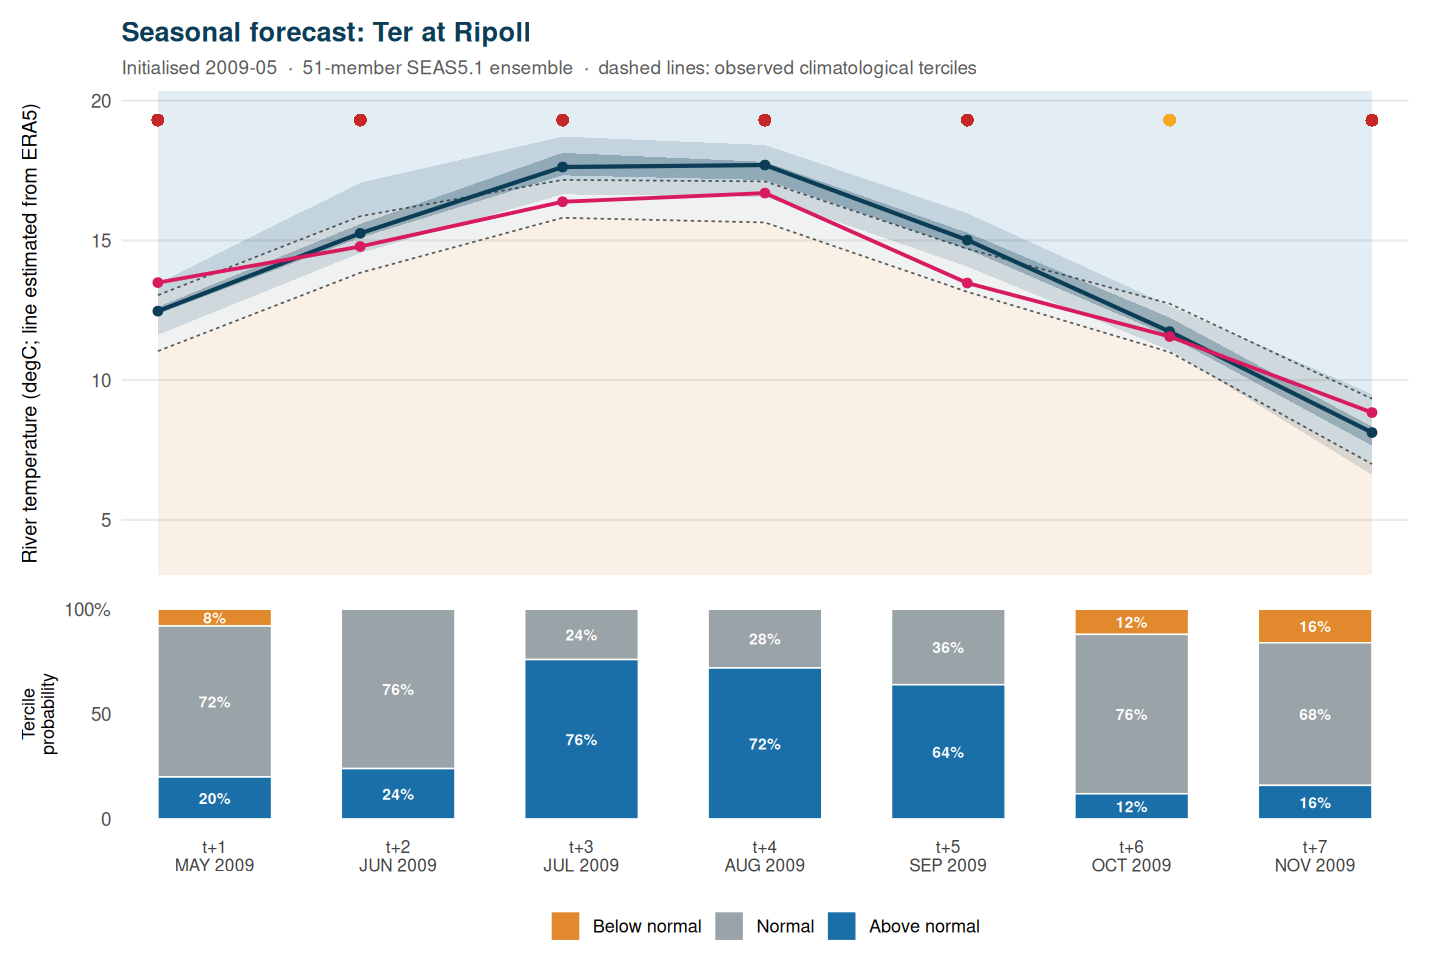 Seasonal forecast: Ter at Ripoll
Initialised 2009-05 · 51-member SEAS5.1 ensemble · dashed lines: observed climatological terciles
River temperature (degC; line estimated from ERA5)
20
15
10
5
Tercile
probability
100%
50
0
8%
72%
20%
76%
24%
24%
76%
28%
72%
36%
64%
12%
76%
12%
16%
68%
16%
t+1
MAY 2009
t+2
JUN 2009
t+3
JUL 2009
t+4
AUG 2009
t+5
SEP 2009
t+6
OCT 2009
t+7
NOV 2009
Below normal
Normal
Above normal